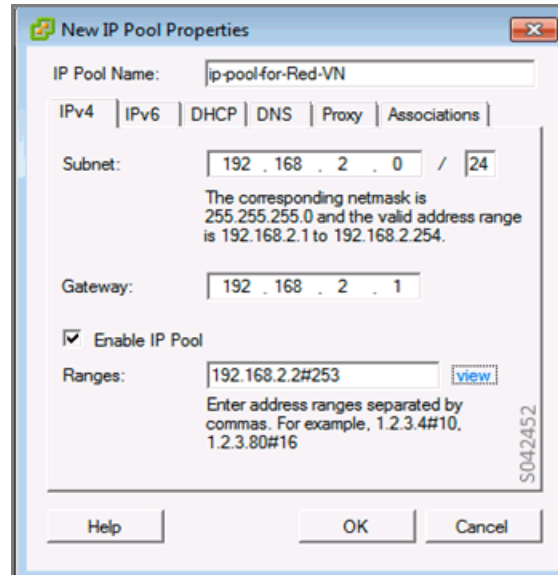 New IP Pool Properties
IP Pool Name: ip-pool-for-Red-VN
IPv4 IPv6 DHCP DNS Proxy Associations
Subnet: 192 . 168 . 2 . 0 / 24
The corresponding netmask is
255.255.255.0 and the valid address range
is 192.168.2.1 to 192.168.2.254.
Gateway: 192 . 168 . 2 . 1
Enable IP Pool
Ranges: 192.168.2.2#253 view
Enter address ranges separated by
commas. For example, 1.2.3.4#10,
1.2.3.80#16
S042452
Help OK Cancel